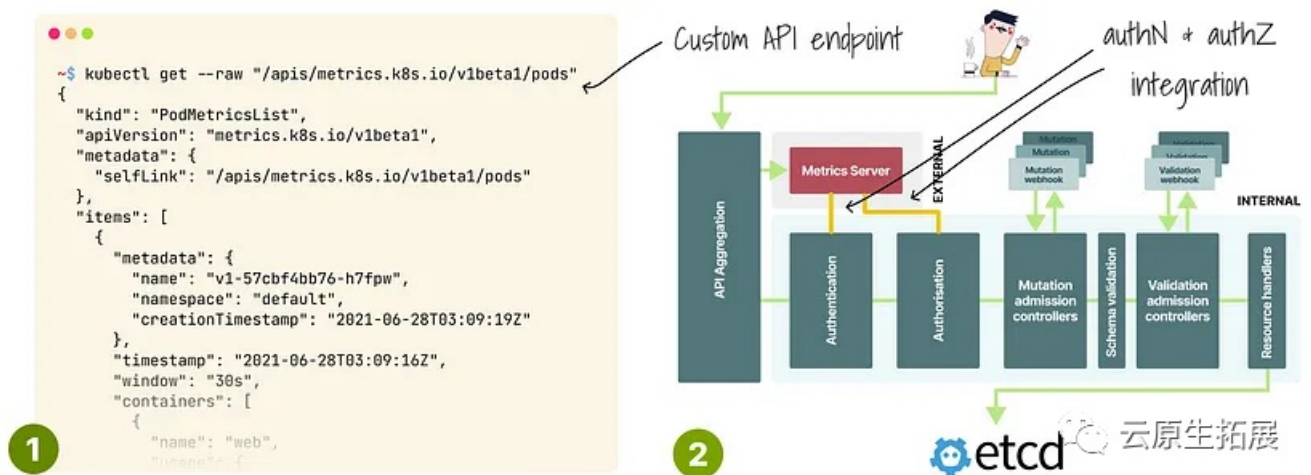 ~$ kubectl get --raw "/apis/metrics.k8s.io/v1beta1/pods"
{
"kind": "PodMetricsList",
"apiVersion": "metrics.k8s.io/v1beta1",
"metadata": {
"selfLink": "/apis/metrics.k8s.io/v1beta1/pods"
},
"items": [
{
"metadata": {
"name": "v1-57cbf4bb76-h7fpw",
"namespace": "default",
"creationTimestamp": "2021-06-28T03:09:19Z"
},
"timestamp": "2021-06-28T03:09:16Z",
"window": "30s",
"containers": [
{
"name": "web",
"usage": {
1
Custom API endpoint
authN & authZ
integration
API Aggregation
Metrics Server
EXTERNAL
Mutation
Mutation
Mutation
webhook
Validation
Validation
Validation
webhook
INTERNAL
Authentication
Authorisation
Mutation
admission
controllers
Schema validation
Validation
admission
controllers
Resource handlers
2
etcd
云原生拓展